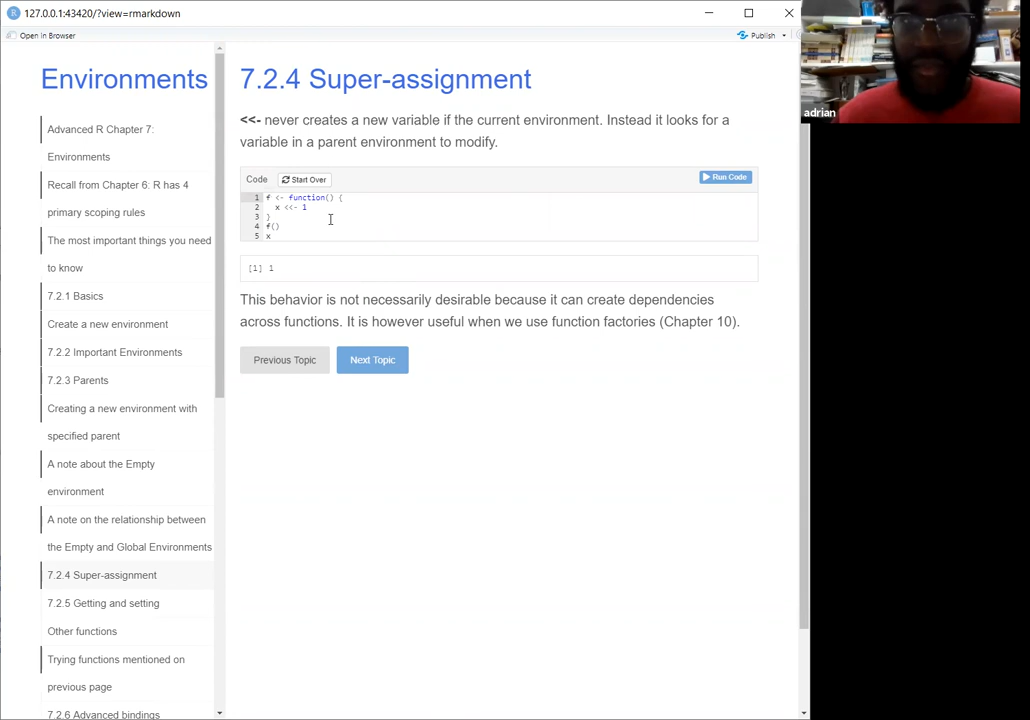 127.0.0.1:43420/?view=rmarkdown
Open in Browser
Publish
adrian
Environments
Advanced R Chapter 7:
Environments
Recall from Chapter 6: R has 4
primary scoping rules
The most important things you need
to know
7.2.1 Basics
Create a new environment
7.2.2 Important Environments
7.2.3 Parents
Creating a new environment with
specified parent
A note about the Empty
environment
A note on the relationship between
the Empty and Global Environments
7.2.4 Super-assignment
7.2.5 Getting and setting
Other functions
Trying functions mentioned on
previous page
7.2.6 Advanced bindings
7.2.4 Super-assignment
<<- never creates a new variable if the current environment. Instead it looks for a
variable in a parent environment to modify.
Code Start Over Run Code
1 f <- function() {
2 x <<- 1
3 }
4 f()
5 x
[1] 1
This behavior is not necessarily desirable because it can create dependencies
across functions. It is however useful when we use function factories (Chapter 10).
Previous Topic Next Topic